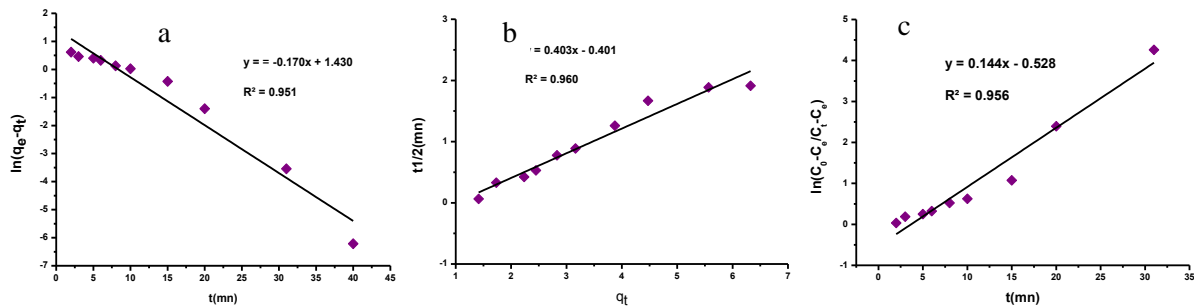 a
y = = -0.170x + 1.430
R² = 0.951
ln(qe-qt)
2
1
0
-1
-2
-3
-4
-5
-6
-7
0 5 10 15 20 25 30 35 40 45
t(mn)
b
= 0.403x - 0.401
R² = 0.960
t1/2(mn)
3
2
1
0
-1
1 2 3 4 5 6 7
qt
c
y = 0.144x - 0.528
R² = 0.956
ln(C0-Ce/Ct-Ce)
5
4
3
2
1
0
-1
0 5 10 15 20 25 30 35
t(mn)